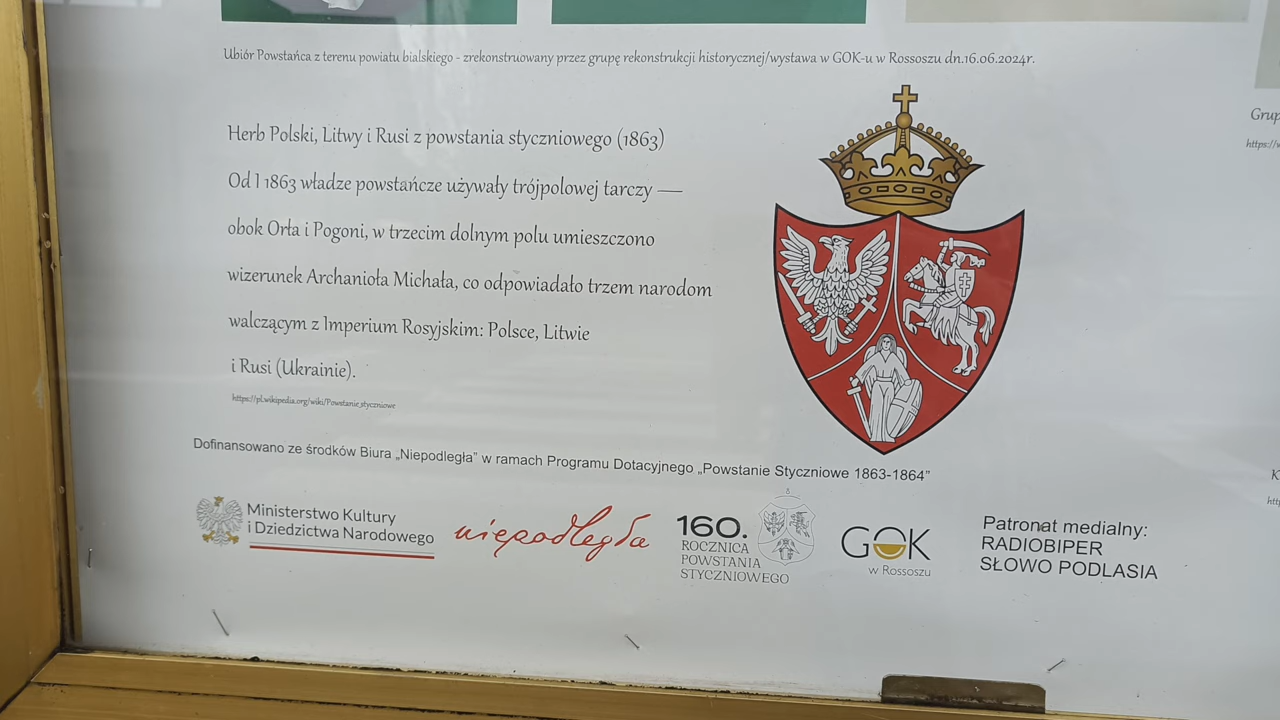 Ubiór Powstańca z terenu powiatu bialskiego - zrekonstruowany przez grupę rekonstrukcji historycznej/wystawa w GOK-u w Rossoszu dn.16.06.2024r.
Herb Polski, Litwy i Rusi z powstania styczniowego (1863)
Od I 1863 władze powstańcze używały trójpolowej tarczy —
obok Orła i Pogoni, w trzecim dolnym polu umieszczono
wizerunek Archanioła Michała, co odpowiadało trzem narodom
walczącym z Imperium Rosyjskim: Polsce, Litwie
i Rusi (Ukrainie).
https://pl.wikipedia.org/wiki/Powstanie_styczniowe
Dofinansowano ze środków Biura „Niepodległa” w ramach Programu Dotacyjnego „Powstanie Styczniowe 1863-1864”
Ministerstwo Kultury
i Dziedzictwa Narodowego
niepodległa
160.
ROCZNICA
POWSTANIA
STYCZNIOWEGO
GOK
w Rossoszu
Patronat medialny:
RADIOBIPER
SŁOWO PODLASIA
Grup
https://w
K
htt